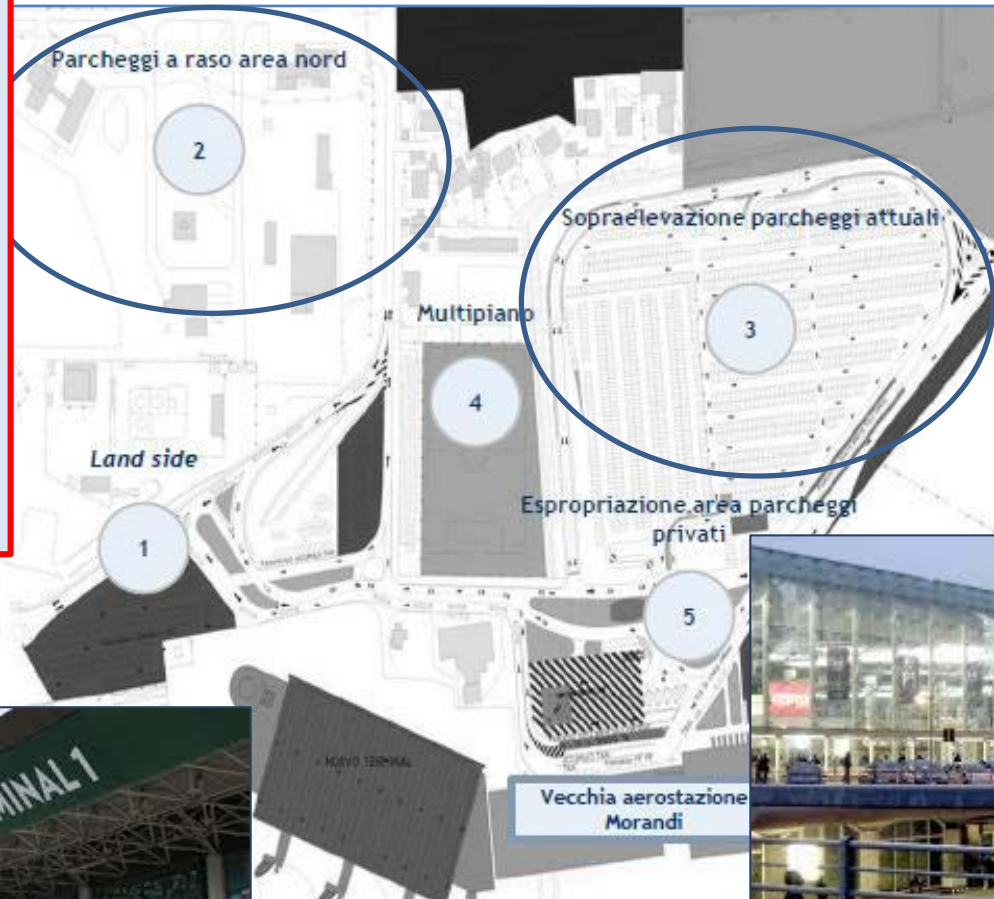 Parcheggi a raso area nord
2
Sopraelevazione parcheggi attuali
3
Multipiano
4
Land side
1
Espropriazione area parcheggi
privati
5
NUOVO TERMINAL
Vecchia aerostazione
Morandi
MINAL 1